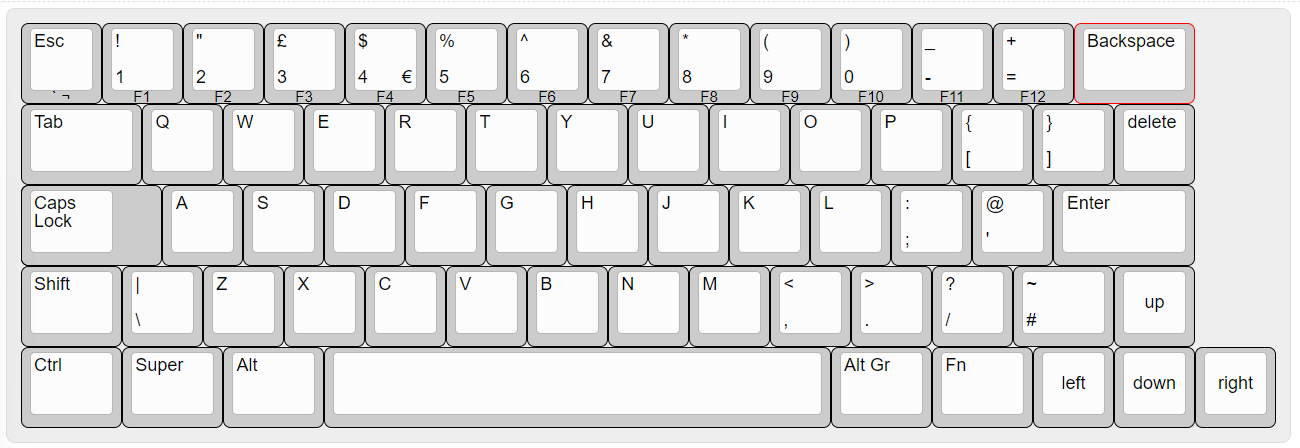 Esc ! " £ $ % ^ & * ( ) _ + Backspace
1 2 3 4 € 5 6 7 8 9 0 - =
` ¬ F1 F2 F3 F4 F5 F6 F7 F8 F9 F10 F11 F12
Tab Q W E R T Y U I O P { } delete
[ ]
Caps A S D F G H J K L : @ Enter
Lock
; '
Shift | Z X C V B N M < > ? ~
up
\ , . / #
Ctrl Super Alt Alt Gr Fn
left down right